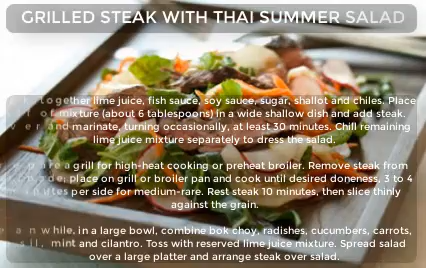 GRILLED STEAK WITH THAI SUMMER SALAD
together lime juice, fish sauce, soy sauce, sugar, shallot and chiles. Place
of mixture (about 6 tablespoons) in a wide shallow dish and add steak.
and marinate, turning occasionally, at least 30 minutes. Chill remaining
lime juice mixture separately to dress the salad.
a grill for high-heat cooking or preheat broiler. Remove steak from
place on grill or broiler pan and cook until desired doneness, 3 to 4
minutes per side for medium-rare. Rest steak 10 minutes, then slice thinly
against the grain.
while, in a large bowl, combine bok choy, radishes, cucumbers, carrots,
mint and cilantro. Toss with reserved lime juice mixture. Spread salad
over a large platter and arrange steak over salad.